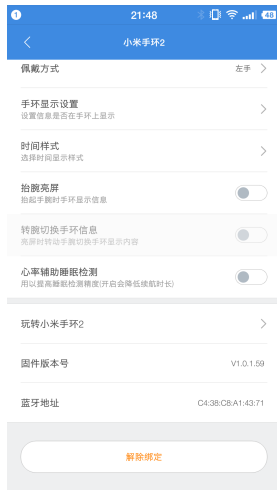 21:48
48
小米手环2
佩戴方式
左手
手环显示设置
设置信息是否在手环上显示
时间样式
选择时间显示样式
抬腕亮屏
抬起手腕时手环显示信息
转腕切换手环信息
亮屏时转动手腕切换手环显示内容
心率辅助睡眠检测
用以提高睡眠检测精度(开启会降低续航时长)
玩转小米手环2
固件版本号
V1.0.1.59
蓝牙地址
C4:38:C8:A1:43:71
解除绑定